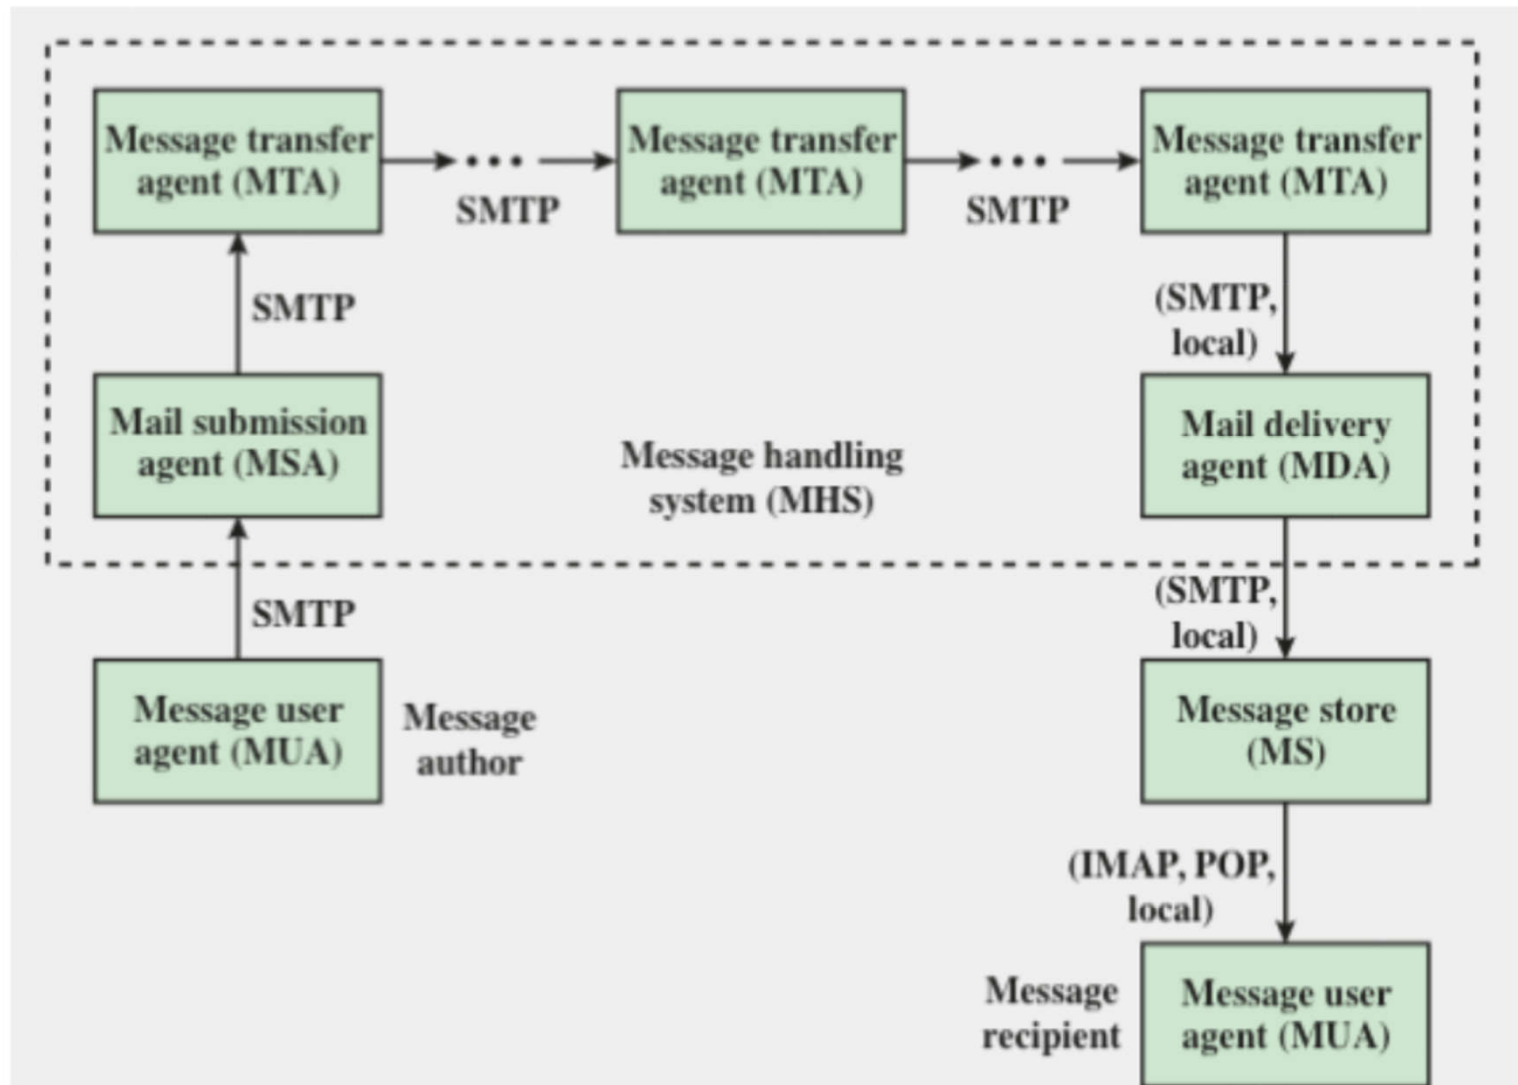 Message transfer
agent (MTA)
SMTP
Message transfer
agent (MTA)
SMTP
Message transfer
agent (MTA)
SMTP
(SMTP,
local)
Mail submission
agent (MSA)
Message handling
system (MHS)
Mail delivery
agent (MDA)
SMTP
(SMTP,
local)
Message user
agent (MUA)
Message
author
Message store
(MS)
(IMAP, POP,
local)
Message
recipient
Message user
agent (MUA)